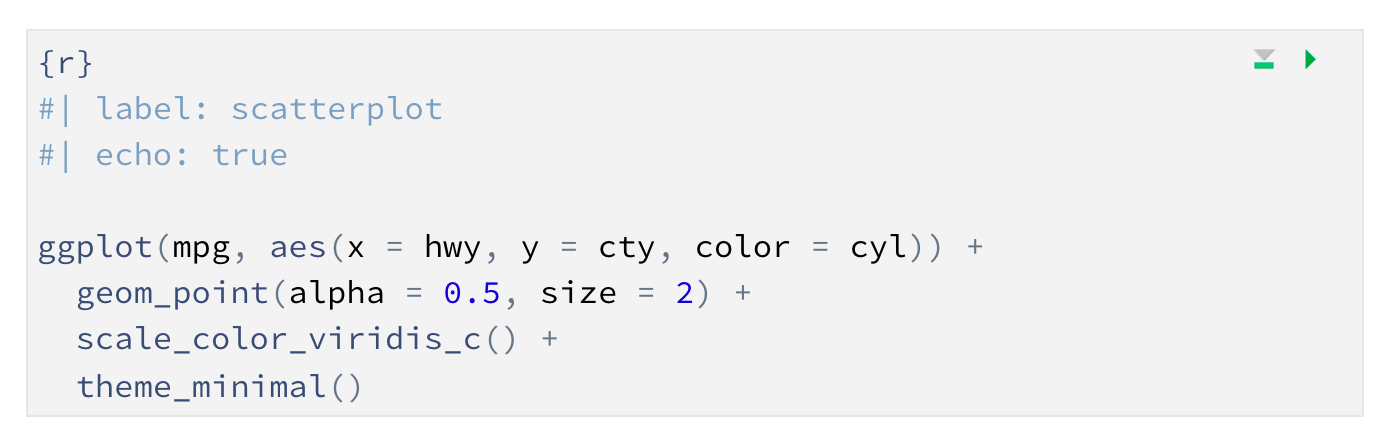 {r}
#| label: scatterplot
#| echo: true
ggplot(mpg, aes(x = hwy, y = cty, color = cyl)) +
  geom_point(alpha = 0.5, size = 2) +
  scale_color_viridis_c() +
  theme_minimal()